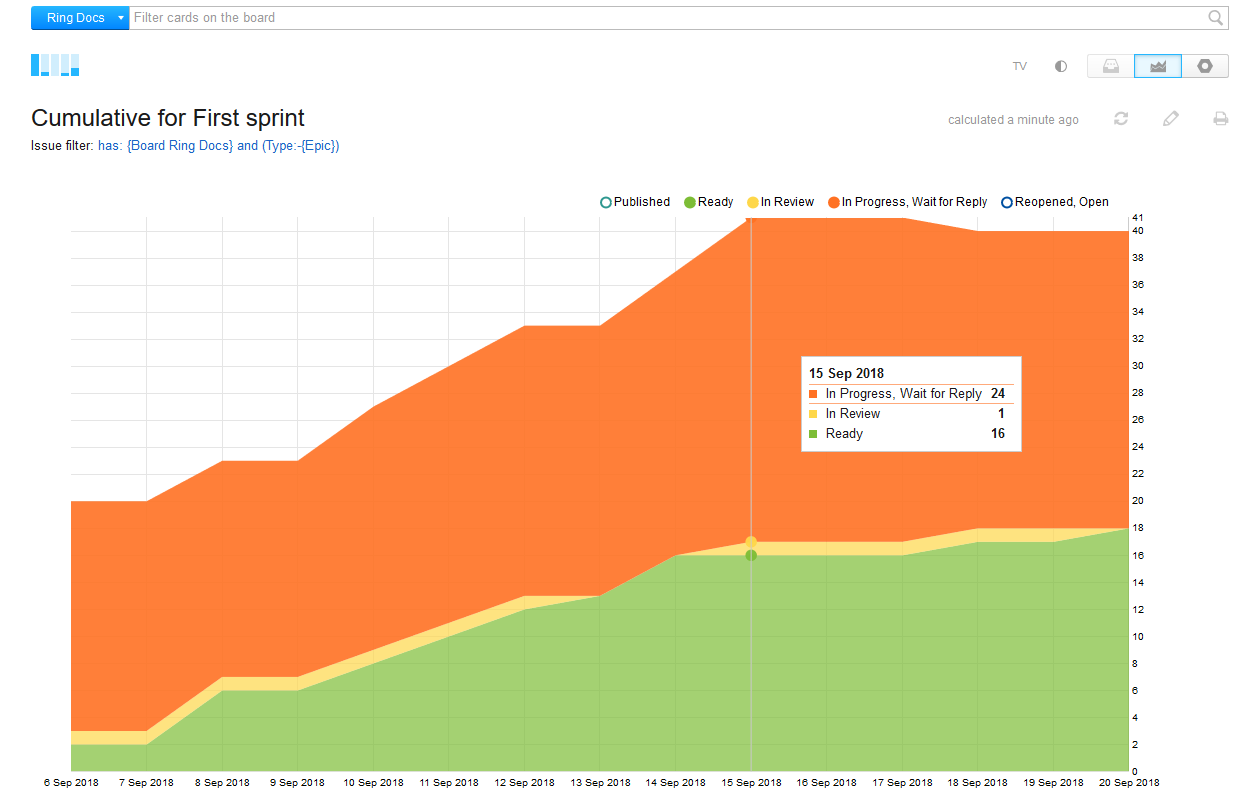 Ring Docs Filter cards on the board
TV
Cumulative for First sprint
calculated a minute ago
Issue filter: has: {Board Ring Docs} and (Type:-{Epic})
Published Ready In Review In Progress, Wait for Reply Reopened, Open
41
40
38
36
34
32
30
28
26
24
22
20
18
16
14
12
10
8
6
4
2
0
15 Sep 2018
In Progress, Wait for Reply 24
In Review 1
Ready 16
6 Sep 2018 7 Sep 2018 8 Sep 2018 9 Sep 2018 10 Sep 2018 11 Sep 2018 12 Sep 2018 13 Sep 2018 14 Sep 2018 15 Sep 2018 16 Sep 2018 17 Sep 2018 18 Sep 2018 19 Sep 2018 20 Sep 2018